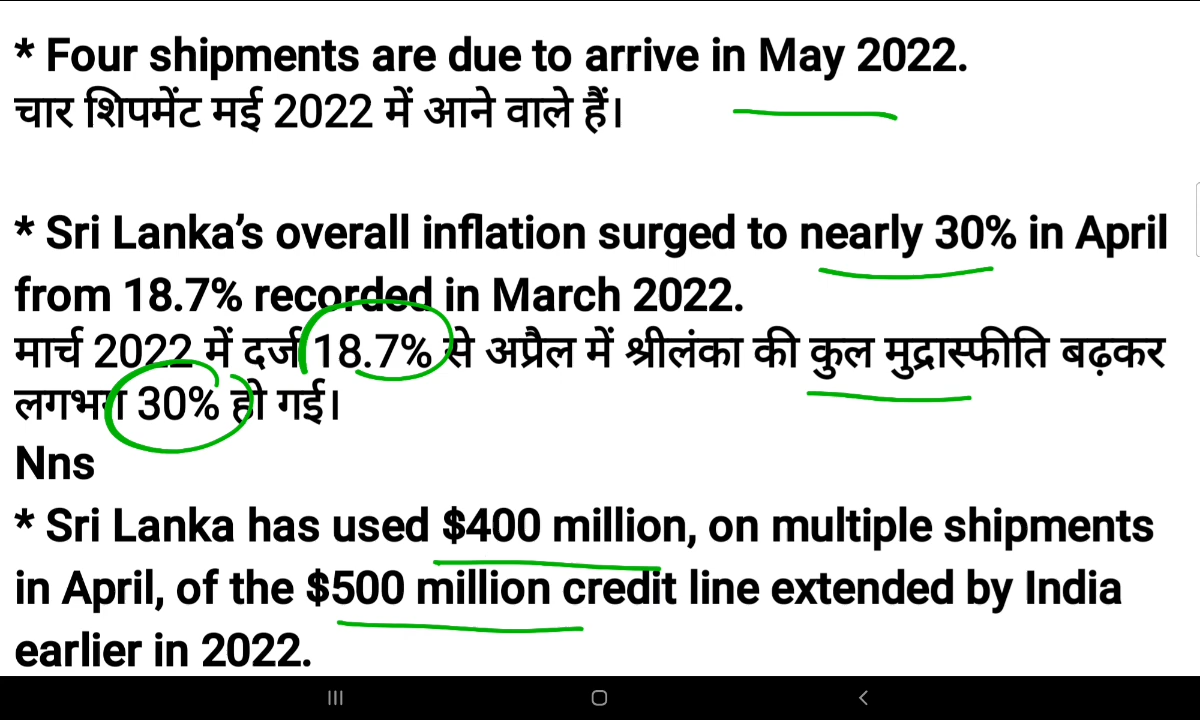 * Four shipments are due to arrive in May 2022.
चार शिपमेंट मई 2022 में आने वाले हैं।
* Sri Lanka’s overall inflation surged to nearly 30% in April
from 18.7% recorded in March 2022.
मार्च 2022 में दर्ज 18.7% से अप्रैल में श्रीलंका की कुल मुद्रास्फीति बढ़कर
लगभग 30% हो गई।
Nns
* Sri Lanka has used $400 million, on multiple shipments
in April, of the $500 million credit line extended by India
earlier in 2022.